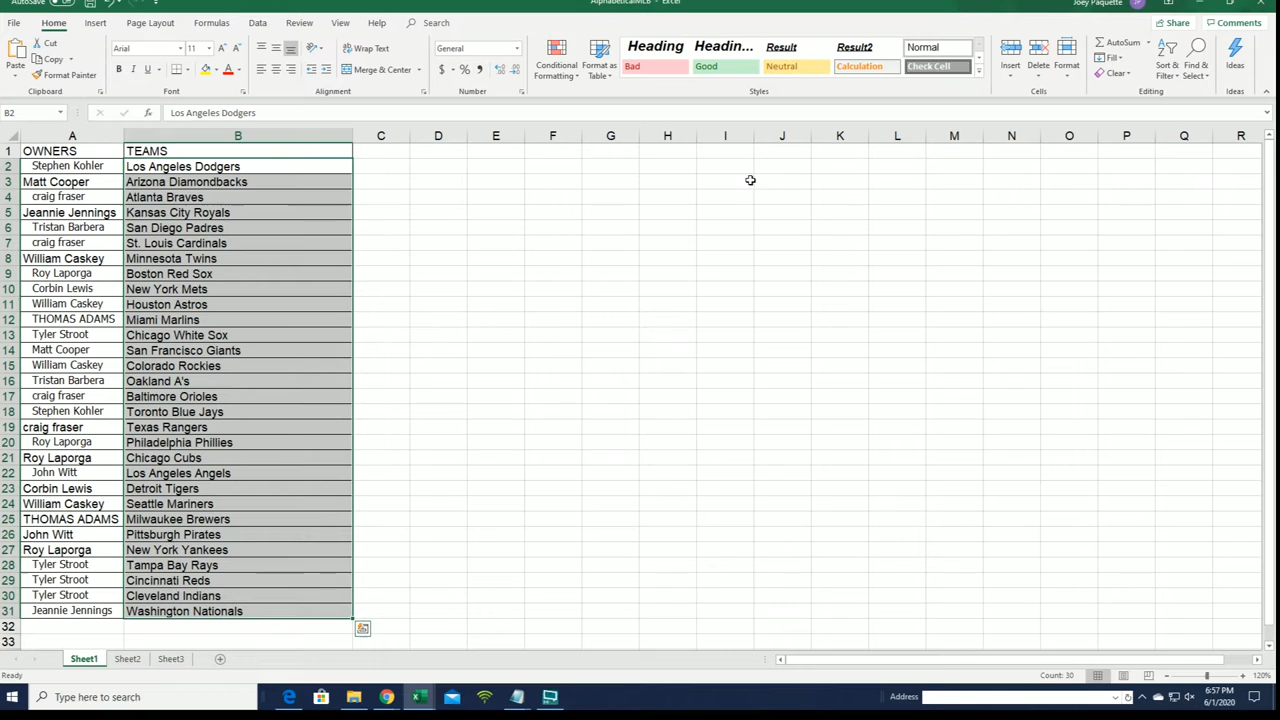 AutoSave Off AlphabeticalMLB - Excel Joey Paquette JP
File Home Insert Page Layout Formulas Data Review View Help Search Share Comments
Paste Cut Copy Format Painter Clipboard
Arial 11 B I U A Font
Wrap Text Merge & Center Alignment
General $ % Number
Conditional Formatting Format as Table
Heading Headin... Result Result2 Normal
Bad Good Neutral Calculation Check Cell
Styles
Insert Delete Format Cells
AutoSum Fill Clear Sort & Filter Find & Select Editing
Ideas Ideas
B2 fx Los Angeles Dodgers
A B C D E F G H I J K L M N O P Q R
1 OWNERS TEAMS
2 Stephen Kohler Los Angeles Dodgers
3 Matt Cooper Arizona Diamondbacks
4 craig fraser Atlanta Braves
5 Jeannie Jennings Kansas City Royals
6 Tristan Barbera San Diego Padres
7 craig fraser St. Louis Cardinals
8 William Caskey Minnesota Twins
9 Roy Laporga Boston Red Sox
10 Corbin Lewis New York Mets
11 William Caskey Houston Astros
12 THOMAS ADAMS Miami Marlins
13 Tyler Stroot Chicago White Sox
14 Matt Cooper San Francisco Giants
15 William Caskey Colorado Rockies
16 Tristan Barbera Oakland A's
17 craig fraser Baltimore Orioles
18 Stephen Kohler Toronto Blue Jays
19 craig fraser Texas Rangers
20 Roy Laporga Philadelphia Phillies
21 Roy Laporga Chicago Cubs
22 John Witt Los Angeles Angels
23 Corbin Lewis Detroit Tigers
24 William Caskey Seattle Mariners
25 THOMAS ADAMS Milwaukee Brewers
26 John Witt Pittsburgh Pirates
27 Roy Laporga New York Yankees
28 Tyler Stroot Tampa Bay Rays
29 Tyler Stroot Cincinnati Reds
30 Tyler Stroot Cleveland Indians
31 Jeannie Jennings Washington Nationals
32
33
Sheet1 Sheet2 Sheet3
Ready Count: 30 120%
Type here to search Address 6:57 PM
6/1/2020